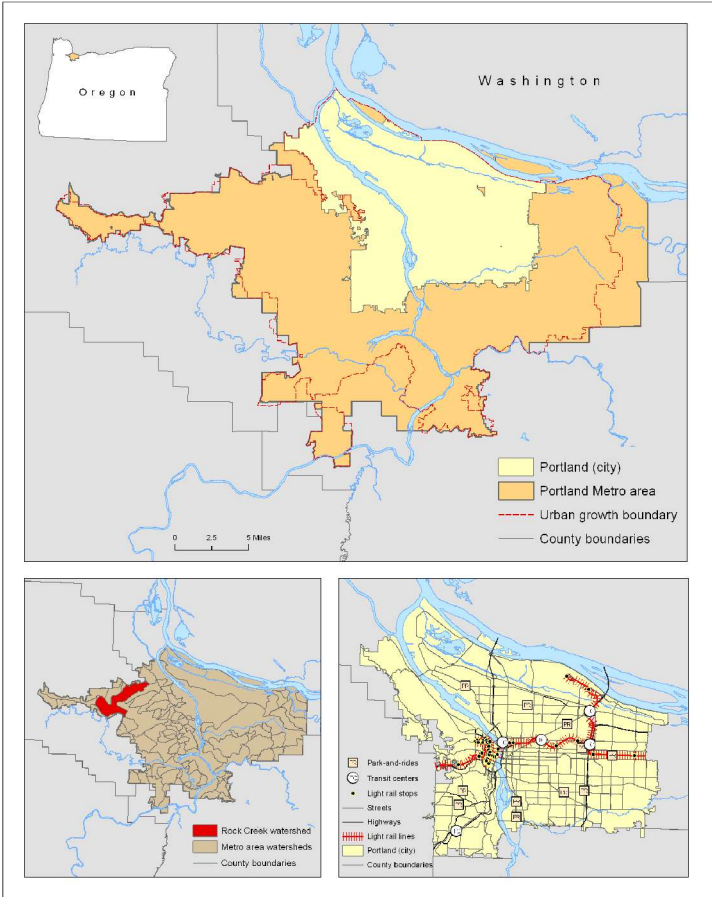 Washington
Oregon
Portland (city)
Portland Metro area
Urban growth boundary
County boundaries
0 2.5 5 Miles
Rock Creek watershed
Metro area watersheds
County boundaries
Park-and-rides
Transit centers
Light rail stops
Streets
Highways
Light rail lines
Portland (city)
County boundaries
PR